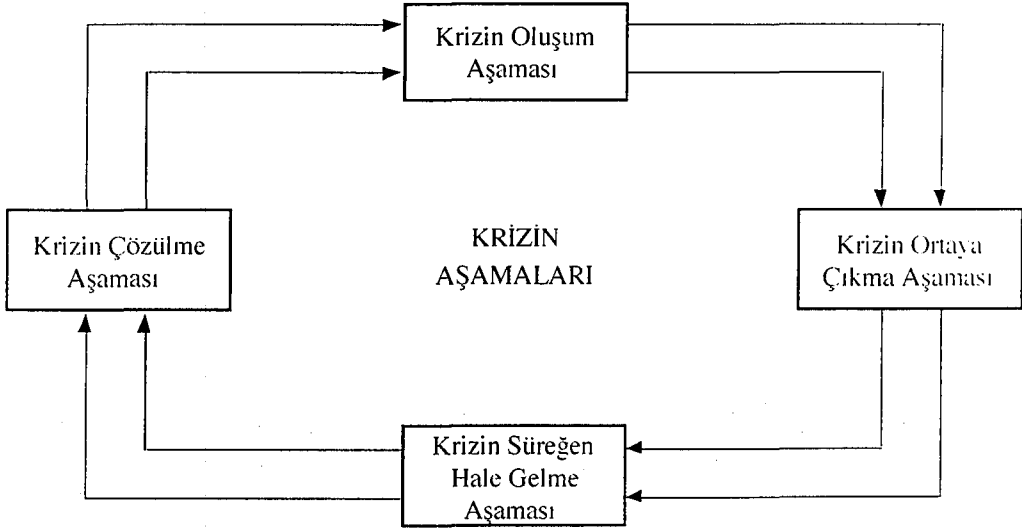 Krizin Oluşum
Aşaması
Krizin Çözülme
Aşaması
KRİZİN
AŞAMALARI
Krizin Ortaya
Çıkma Aşaması
Krizin Süreğen
Hale Gelme
Aşaması